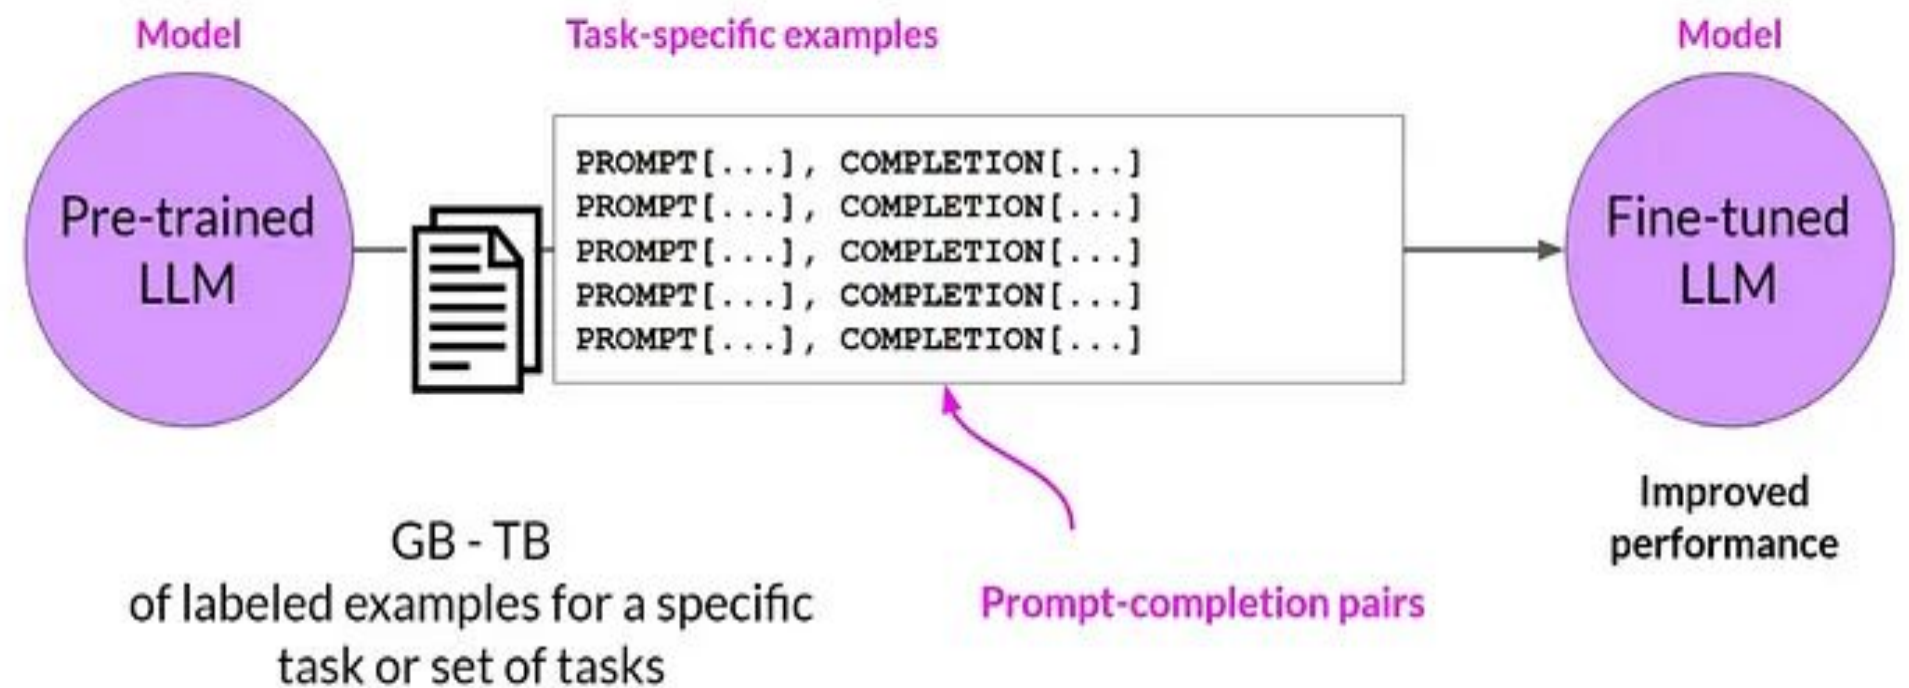 Model
Task-specific examples
Model
Pre-trained
LLM
PROMPT[...], COMPLETION[...]
PROMPT[...], COMPLETION[...]
PROMPT[...], COMPLETION[...]
PROMPT[...], COMPLETION[...]
PROMPT[...], COMPLETION[...]
Fine-tuned
LLM
GB - TB
of labeled examples for a specific
task or set of tasks
Prompt-completion pairs
Improved
performance